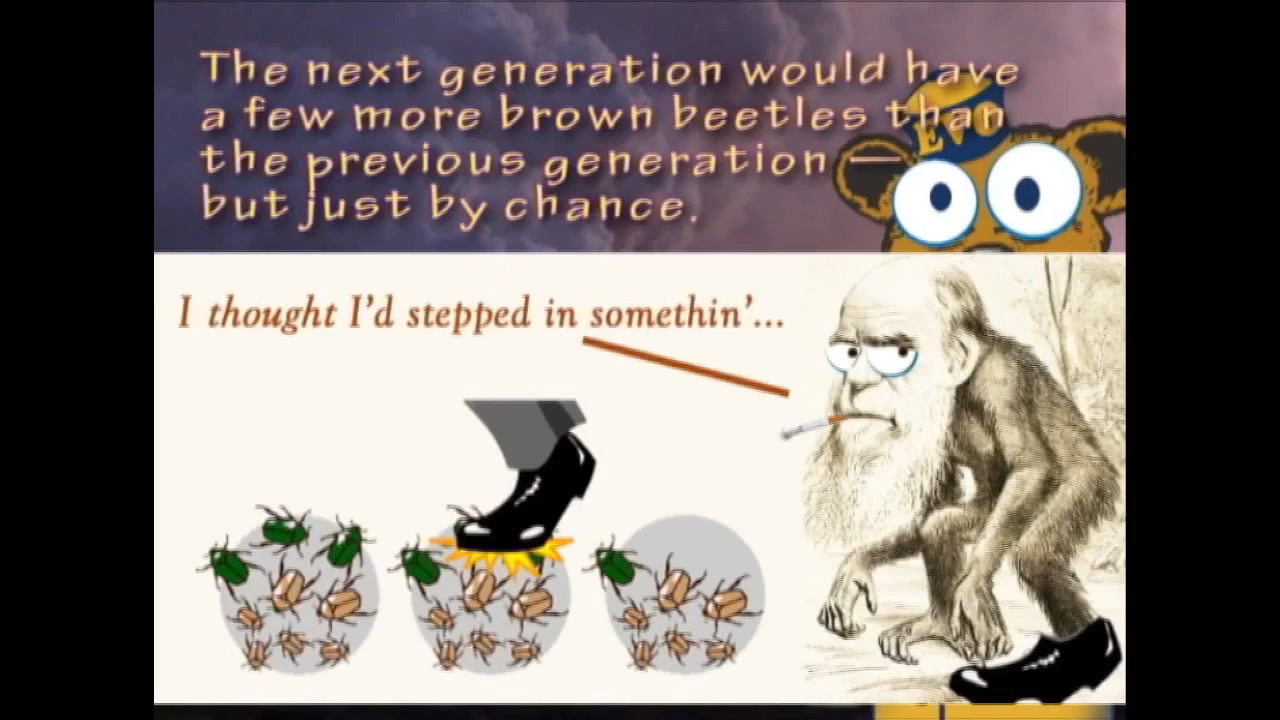 The next generation would have
a few more brown beetles than
the previous generation —
but just by chance.
EVO
I thought I'd stepped in somethin'...